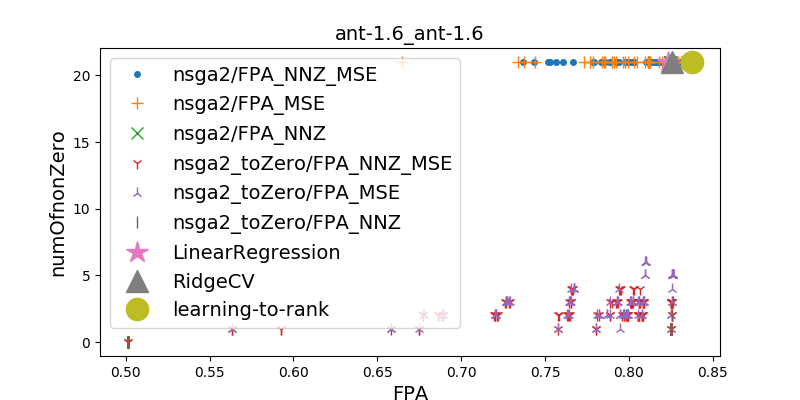 ant-1.6_ant-1.6
numOfnonZero
20
15
10
5
0
nsga2/FPA_NNZ_MSE
nsga2/FPA_MSE
nsga2/FPA_NNZ
nsga2_toZero/FPA_NNZ_MSE
nsga2_toZero/FPA_MSE
nsga2_toZero/FPA_NNZ
LinearRegression
RidgeCV
learning-to-rank
0.50 0.55 0.60 0.65 0.70 0.75 0.80 0.85
FPA